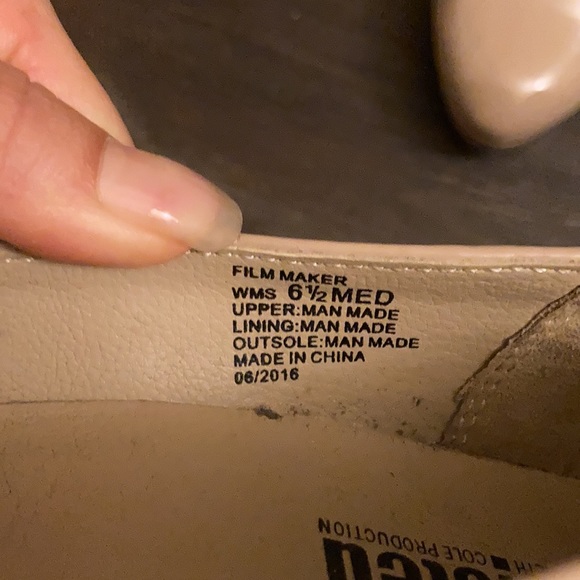 FILM MAKER
WMS 6½ MED
UPPER:MAN MADE
LINING:MAN MADE
OUTSOLE:MAN MADE
MADE IN CHINA
06/2016
COLE PRODUCTION